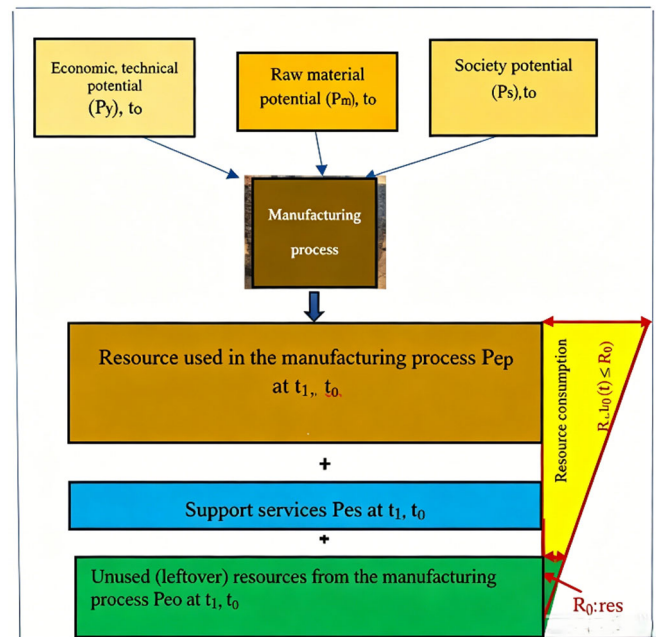 Economic, technical
potential
(Py), to
Raw material
potential (Pm), to
Society potential
(Ps), to
Manufacturing
process
Resource used in the manufacturing process Pep
at t₁,. t₀.
Resource consumption
(t) ≤ R₀)
+
Support services Pes at t₁, t₀
+
Unused (leftover) resources from the manufacturing
process Peo at t₁, t₀
R₀:res